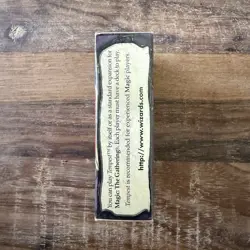 You can play Tempest™ by itself or as a standard expansion for
Magic: The Gathering®. Each player must have a deck to play.
Tempest is recommended for experienced Magic players.
http://www.wizards.com